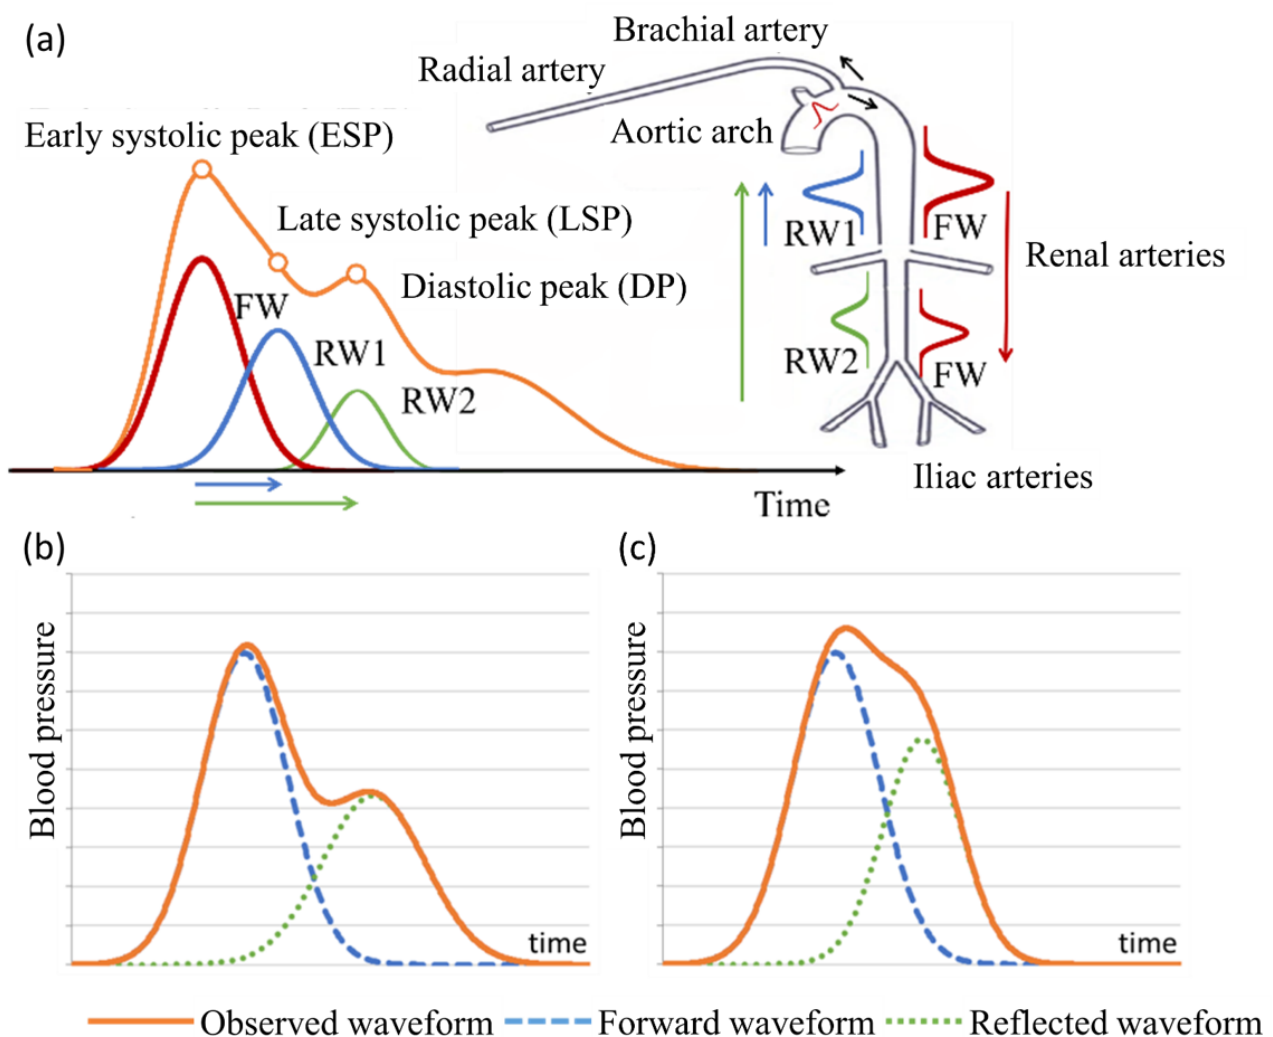 (a)
Brachial artery
Radial artery
Early systolic peak (ESP)
Aortic arch
Late systolic peak (LSP)
RW1
FW
Renal arteries
Diastolic peak (DP)
FW
RW1
RW2
FW
RW2
Iliac arteries
Time
(b)
(c)
Blood pressure
time
Blood pressure
time
Observed waveform
Forward waveform
Reflected waveform